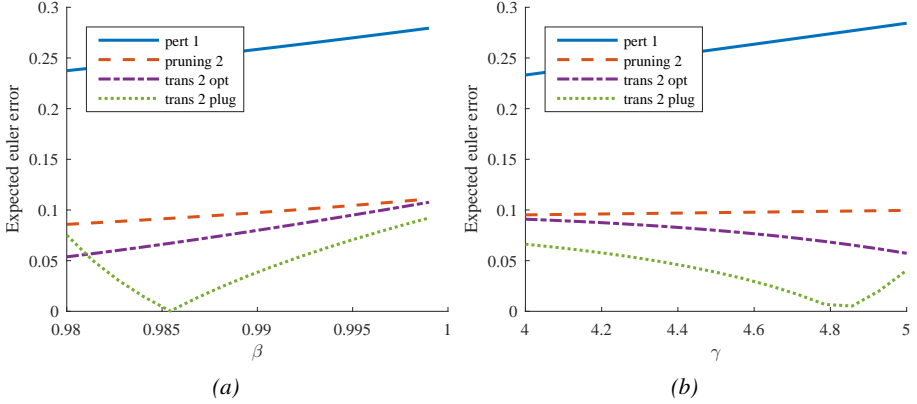 0.3
0.25
0.2
0.15
0.1
0.05
0
Expected euler error
pert 1
pruning 2
trans 2 opt
trans 2 plug
0.98
0.985
0.99
0.995
1
β
(a)
0.3
0.25
0.2
0.15
0.1
0.05
0
Expected euler error
pert 1
pruning 2
trans 2 opt
trans 2 plug
4
4.2
4.4
4.6
4.8
5
γ
(b)